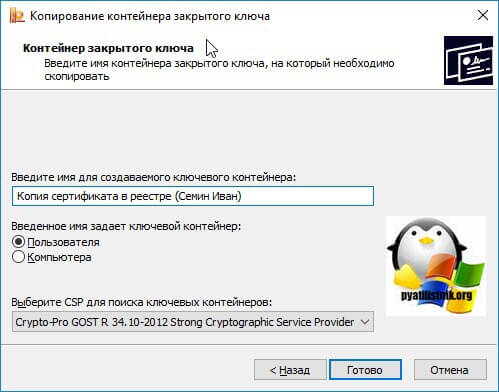 Копирование контейнера закрытого ключа
Контейнер закрытого ключа
Введите имя контейнера закрытого ключа, на который необходимо
скопировать
Введите имя для создаваемого ключевого контейнера:
Копия сертификата в реестре (Семин Иван)
Введенное имя задает ключевой контейнер:
Пользователя
Компьютера
pyatilistnik.org
Выберите CSP для поиска ключевых контейнеров:
Crypto-Pro GOST R 34.10-2012 Strong Cryptographic Service Provider
< Назад
Готово
Отмена